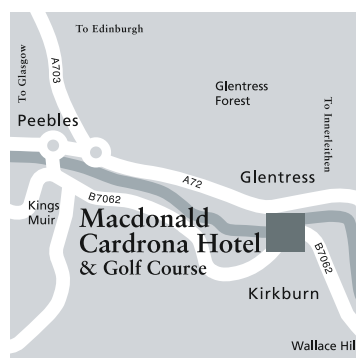 To Edinburgh
To Glasgow
A703
Glentress
Forest
To Innerleithen
Peebles
A72
Glentress
B7062
Kings
Muir
Macdonald
Cardrona Hotel
& Golf Course
B7062
Kirkburn
Wallace Hil